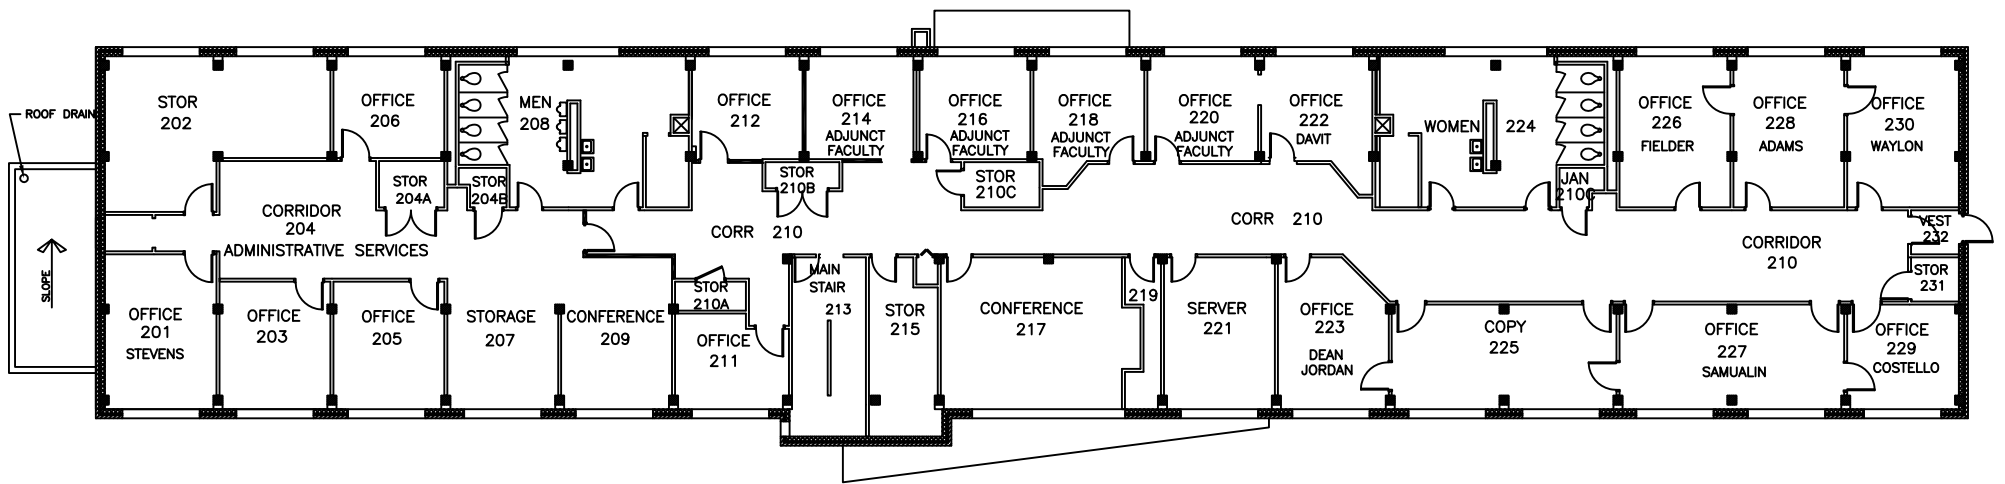 ROOF DRAIN
SLOPE
STOR
202
OFFICE
206
STOR
204A
STOR
204B
MEN
208
OFFICE
212
OFFICE
214
ADJUNCT
FACULTY
OFFICE
216
ADJUNCT
FACULTY
OFFICE
218
ADJUNCT
FACULTY
OFFICE
220
ADJUNCT
FACULTY
OFFICE
222
DAVIT
WOMEN 224
JAN
210C
OFFICE
226
FIELDER
OFFICE
228
ADAMS
OFFICE
230
WAYLON
STOR
210B
STOR
210C
CORRIDOR
204
ADMINISTRATIVE SERVICES
CORR 210
CORR 210
CORRIDOR
210
VEST
232
STOR
231
OFFICE
201
STEVENS
OFFICE
203
OFFICE
205
STORAGE
207
CONFERENCE
209
STOR
210A
OFFICE
211
MAIN
STAIR
213
STOR
215
CONFERENCE
217
219
SERVER
221
OFFICE
223
DEAN
JORDAN
COPY
225
OFFICE
227
SAMUALIN
OFFICE
229
COSTELLO